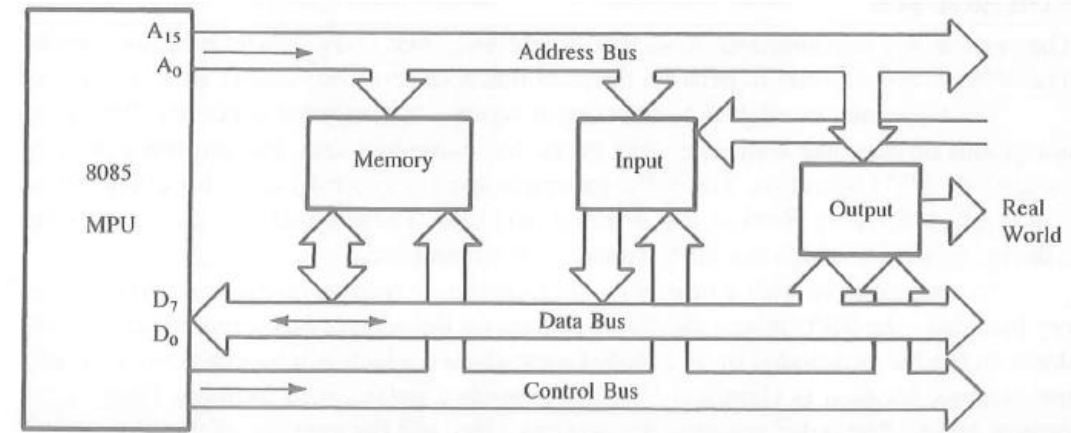 A15
Address Bus
A0
Memory
Input
8085
MPU
Output
Real
World
D7
Data Bus
D0
Control Bus